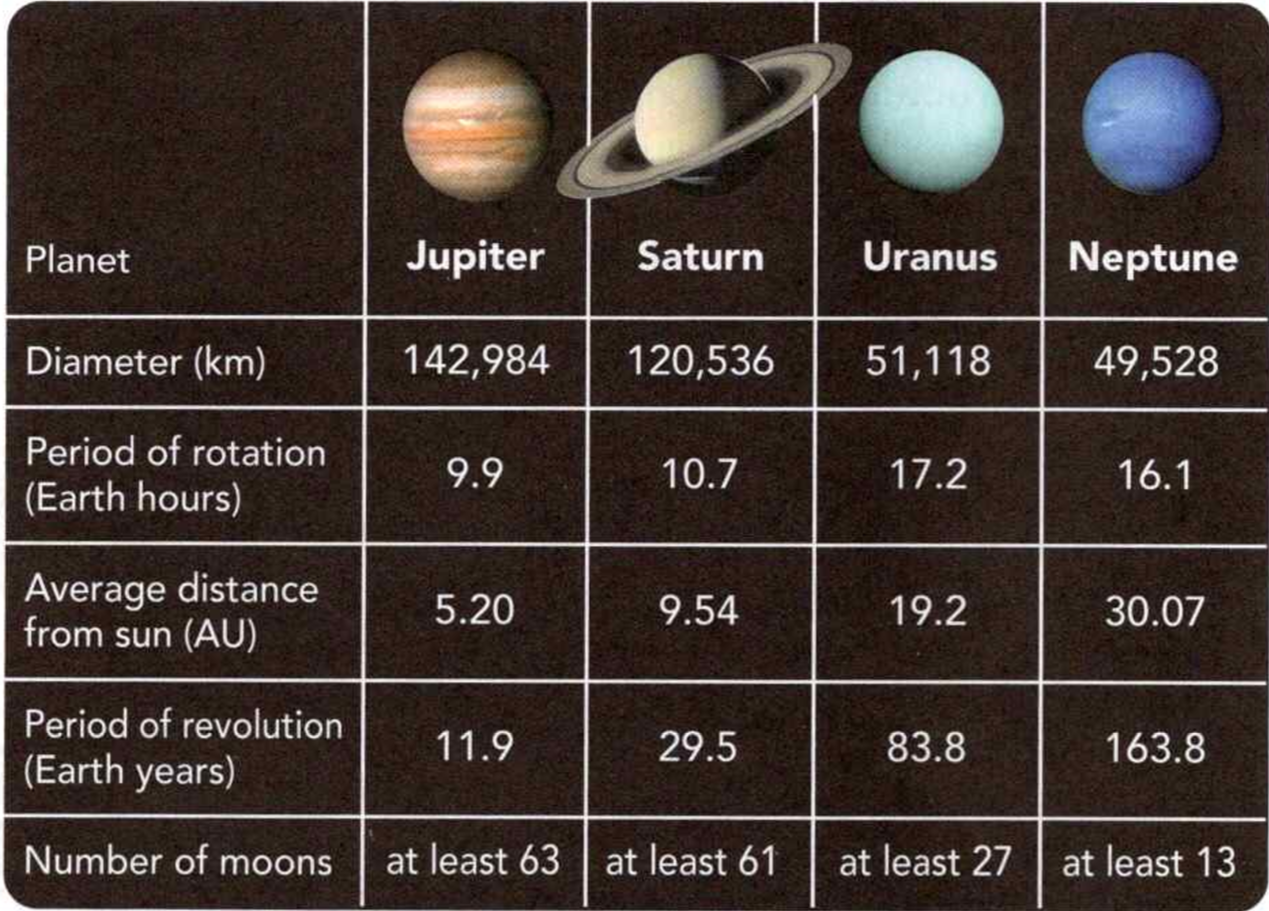 Planet Jupiter Saturn Uranus Neptune
Diameter (km) 142,984 120,536 51,118 49,528
Period of rotation
(Earth hours) 9.9 10.7 17.2 16.1
Average distance
from sun (AU) 5.20 9.54 19.2 30.07
Period of revolution
(Earth years) 11.9 29.5 83.8 163.8
Number of moons at least 63 at least 61 at least 27 at least 13